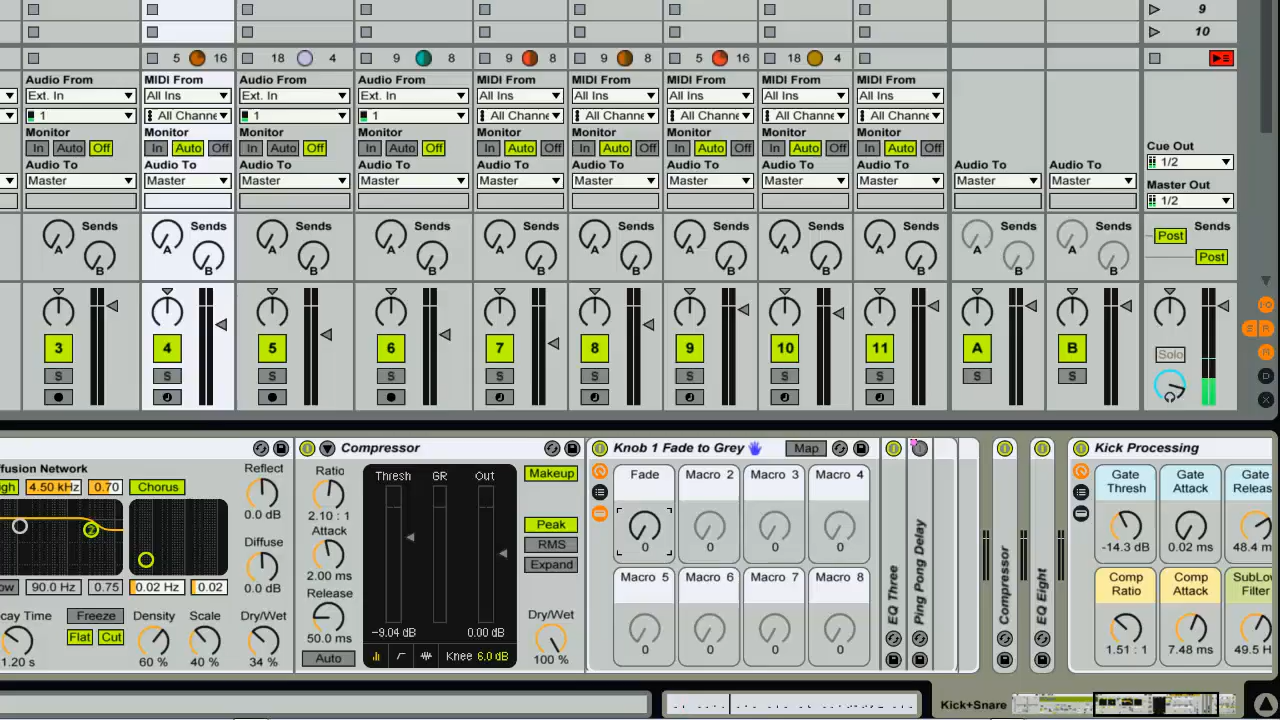 9
10
5 16 18 4 9 8 9 8 9 8 5 16 18 4
Audio From MIDI From Audio From Audio From MIDI From MIDI From MIDI From MIDI From MIDI From
Ext. In All Ins Ext. In Ext. In All Ins All Ins All Ins All Ins All Ins
1 All Channe 1 1 All Channe All Channe All Channe All Channe All Channe
Monitor Monitor Monitor Monitor Monitor Monitor Monitor Monitor Monitor
In Auto Off In Auto Off In Auto Off In Auto Off In Auto Off In Auto Off In Auto Off In Auto Off In Auto Off
Cue Out
1/2
Audio To Audio To Audio To Audio To Audio To Audio To Audio To Audio To Audio To Audio To Audio To
Master Master Master Master Master Master Master Master Master Master Master
Master Out
1/2
Sends Sends Sends Sends Sends Sends Sends Sends Sends Sends Sends Sends
A A A A A A A A A A A Post
B B B B B B B B B B B Post
3 4 5 6 7 8 9 10 11 A B
Solo
S S S S S S S S S S S
ffusion Network
igh 4.50 kHz 0.70 Chorus
ow 90.0 Hz 0.75 0.02 Hz 0.02
Reflect
0.0 dB
Diffuse
0.0 dB
cay Time Freeze Density Scale Dry/Wet
Flat Cut
1.20 s 60 % 40 % 34 %
Compressor
Ratio
2.10 : 1
Attack
2.00 ms
Release
50.0 ms
Auto
Thresh GR Out
-9.04 dB 0.00 dB
Knee 6.0 dB
Makeup
Peak
RMS
Expand
Dry/Wet
100 %
Knob 1 Fade to Grey Map
Fade Macro 2 Macro 3 Macro 4
0 0 0 0
Macro 5 Macro 6 Macro 7 Macro 8
0 0 0 0
EQ Three
Ping Pong Delay
Compressor
EQ Eight
Kick Processing
Gate Thresh Gate Attack Gate Releas
-14.3 dB 0.02 ms 48.4 m
Comp Ratio Comp Attack SubLov Filter
1.51 : 1 7.48 ms 49.5 H
Kick+Snare